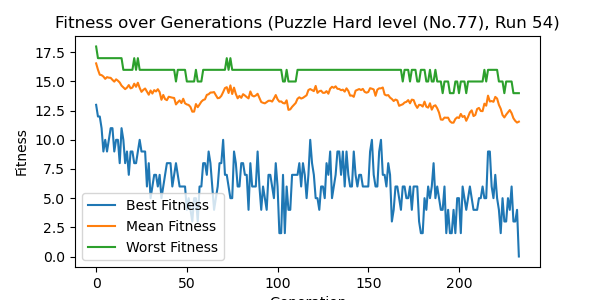 Fitness over Generations (Puzzle Hard level (No.77), Run 54)
17.5
15.0
12.5
10.0
7.5
5.0
2.5
0.0
Fitness
Best Fitness
Mean Fitness
Worst Fitness
0 50 100 150 200
Generation